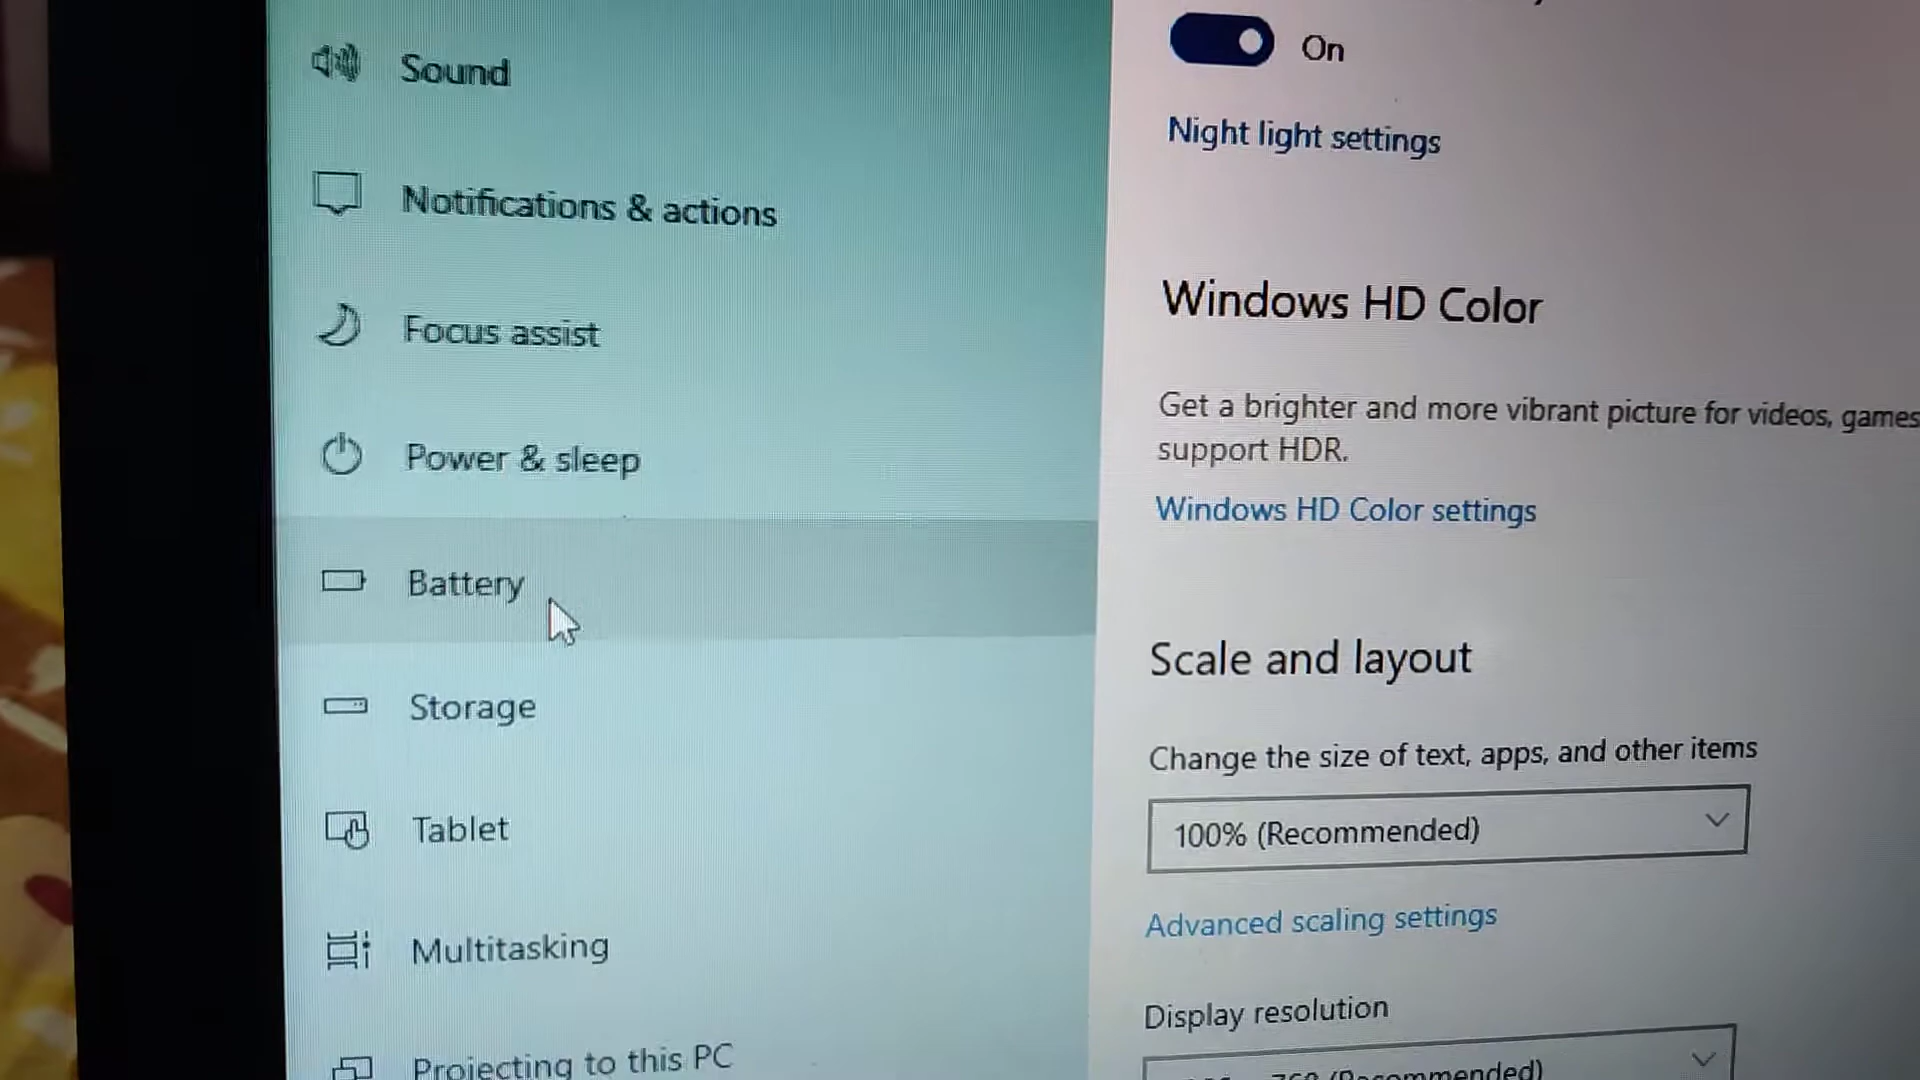 Sound
Notifications & actions
Focus assist
Power & sleep
Battery
Storage
Tablet
Multitasking
Projecting to this PC
On
Night light settings
Windows HD Color
Get a brighter and more vibrant picture for videos, games
support HDR.
Windows HD Color settings
Scale and layout
Change the size of text, apps, and other items
100% (Recommended)
Advanced scaling settings
Display resolution
(Recommended)